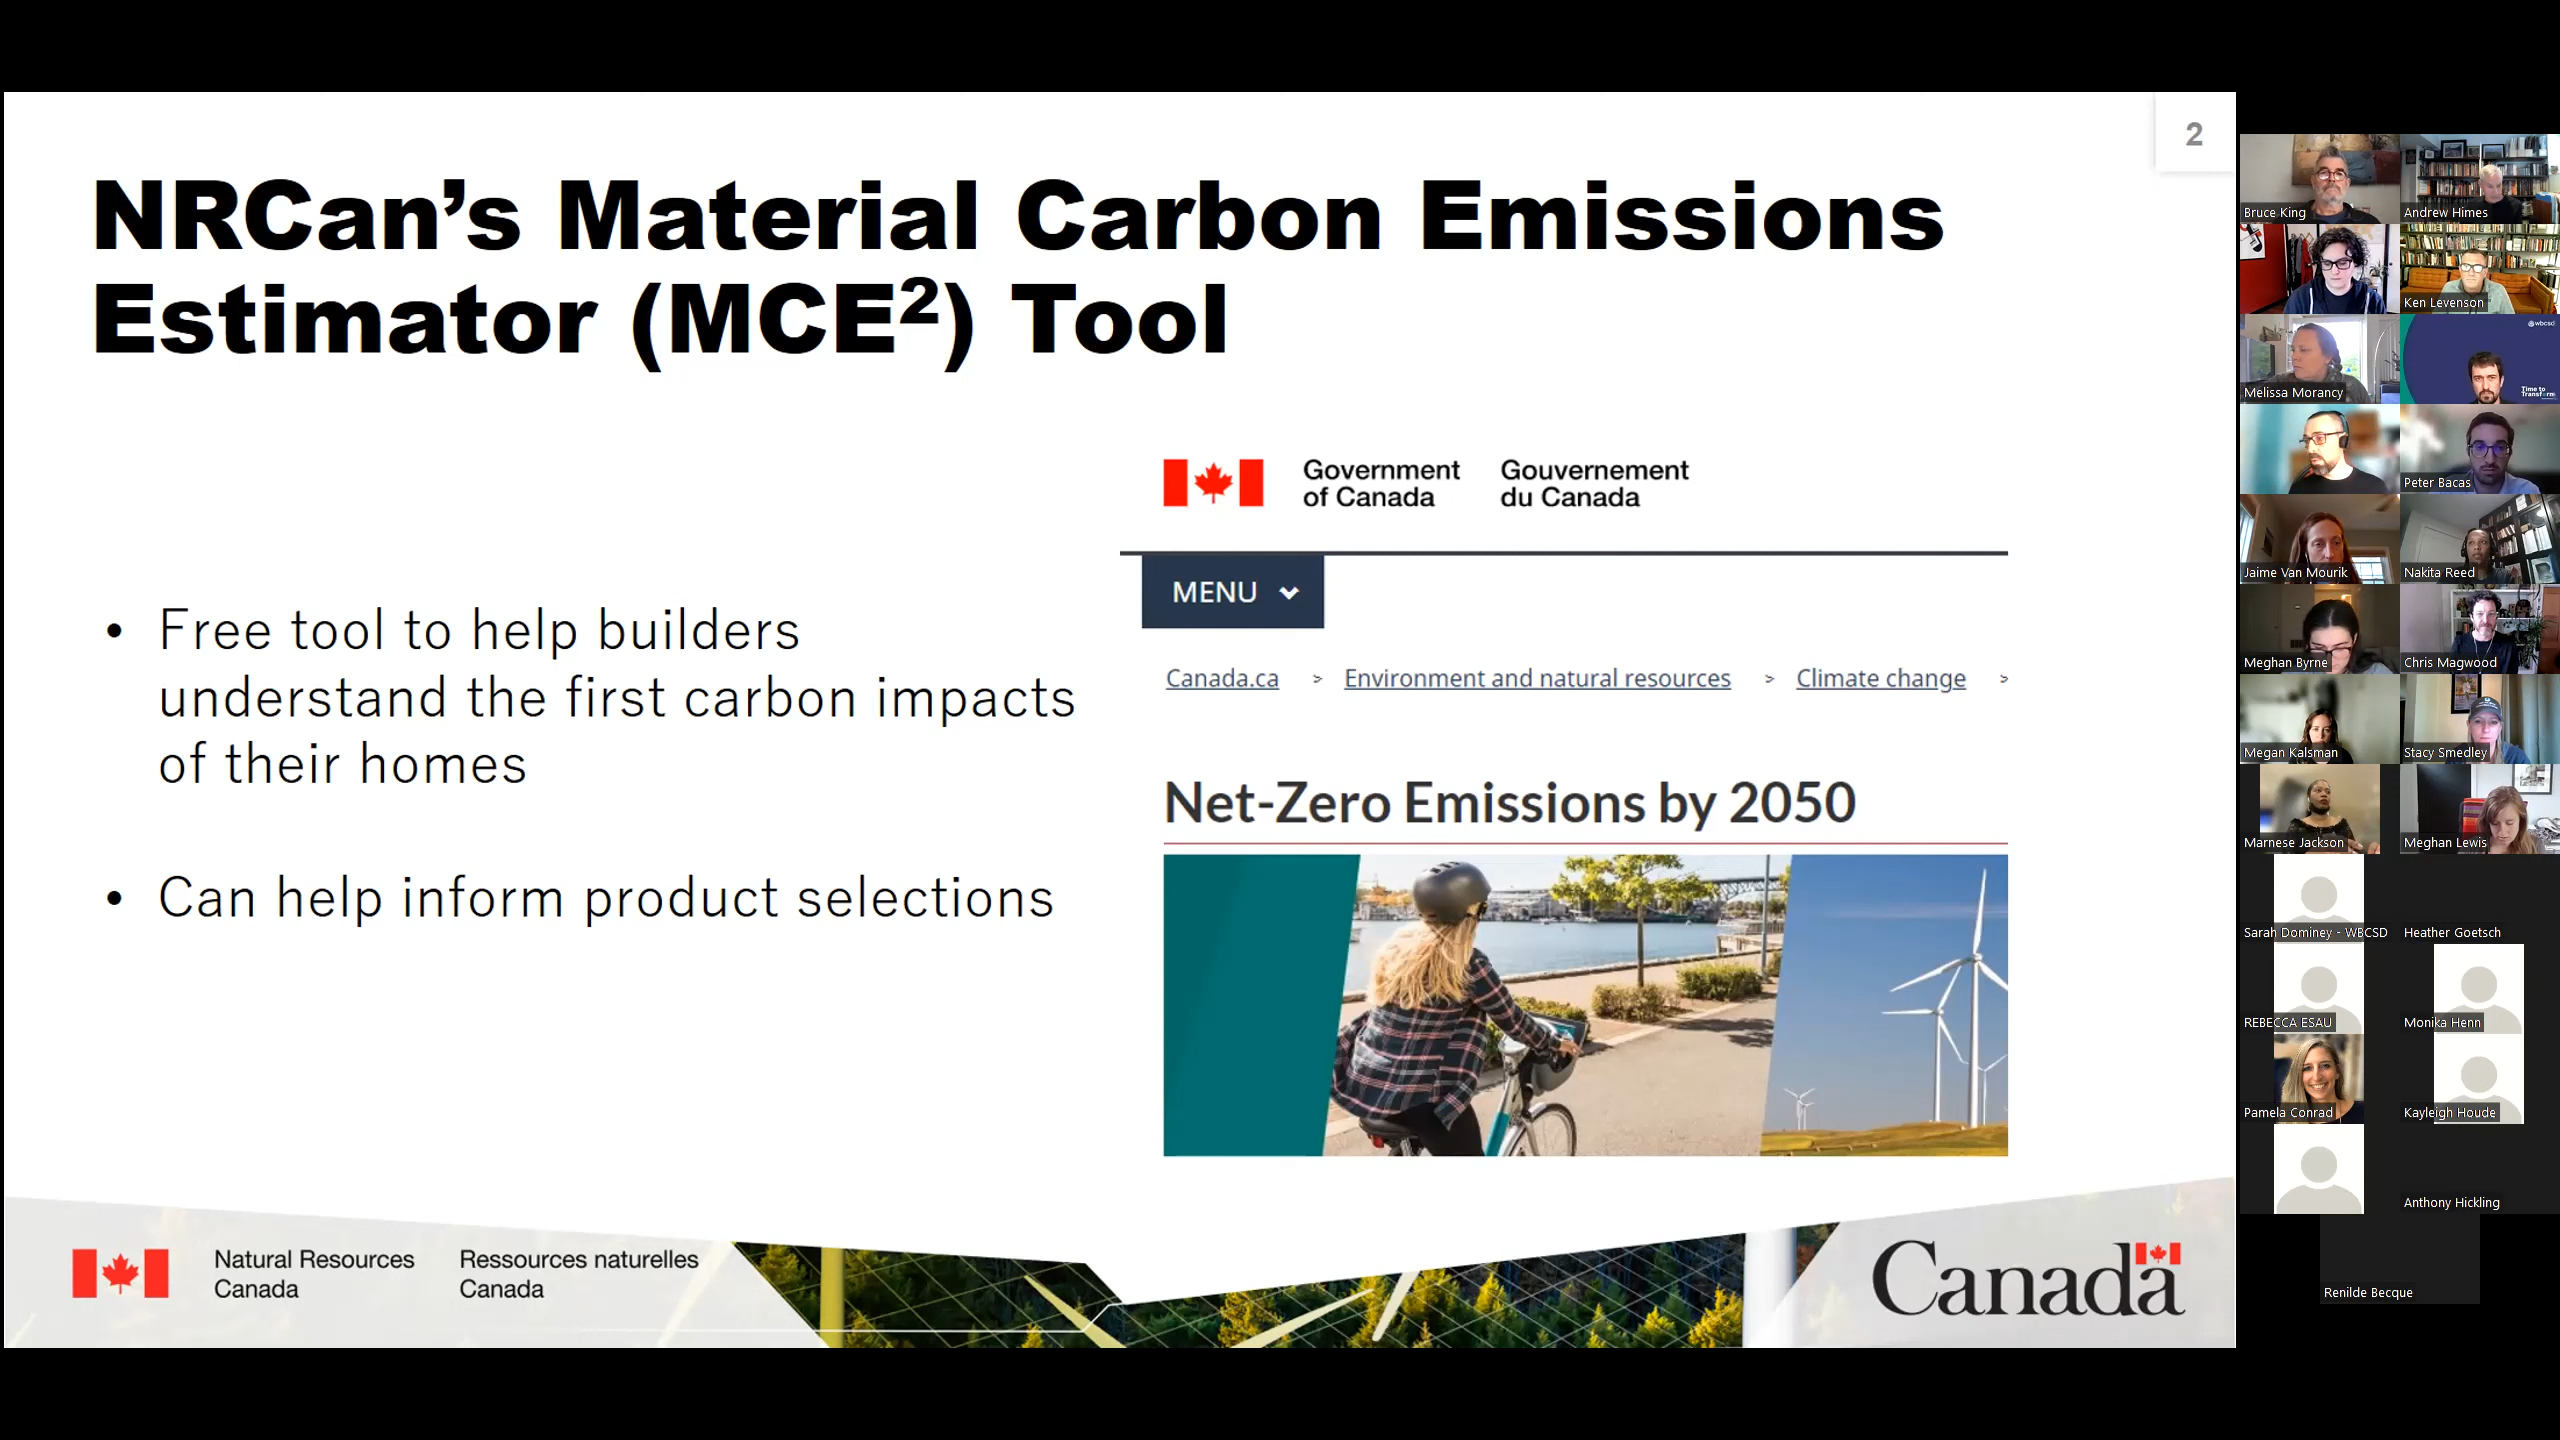 2
NRCan’s Material Carbon Emissions
Estimator (MCE²) Tool
• Free tool to help builders
understand the first carbon impacts
of their homes
• Can help inform product selections
Government
of Canada
Gouvernement
du Canada
MENU
Canada.ca > Environment and natural resources > Climate change >
Net-Zero Emissions by 2050
Natural Resources
Canada
Ressources naturelles
Canada
Canada
Bruce King
Andrew Himes
Ken Levenson
Melissa Morancy
wbcsd
Time to
Transform
Peter Bacas
Jaime Van Mourik
Nakita Reed
Meghan Byrne
Chris Magwood
Megan Kalsman
Stacy Smedley
Marnese Jackson
Meghan Lewis
Sarah Dominey - WBCSD
Heather Goetsch
REBECCA ESAU
Monika Henn
Pamela Conrad
Kayleigh Houde
Anthony Hickling
Renilde Becque